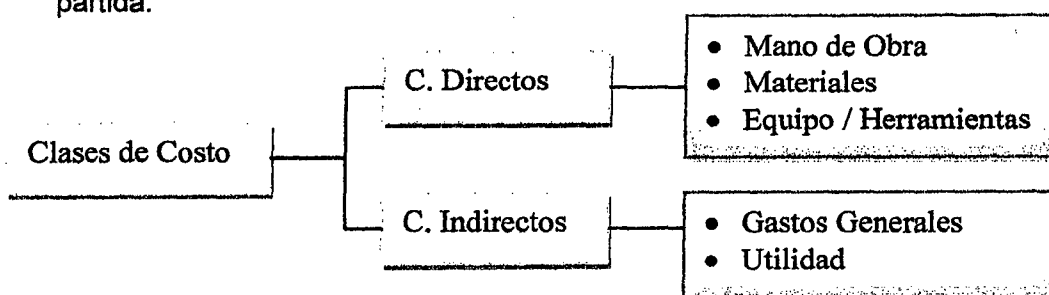 partida.
Clases de Costo
C. Directos
• Mano de Obra
• Materiales
• Equipo / Herramientas
C. Indirectos
• Gastos Generales
• Utilidad